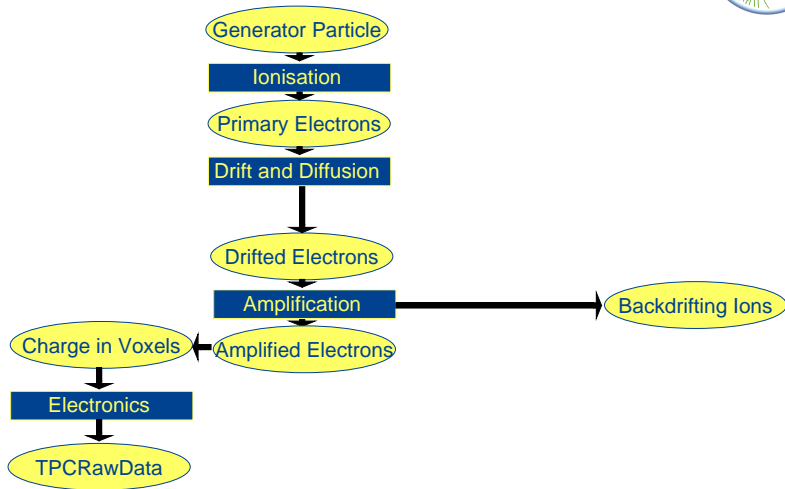 Generator Particle
Ionisation
Primary Electrons
Drift and Diffusion
Drifted Electrons
Amplification
Backdrifting Ions
Charge in Voxels
Amplified Electrons
Electronics
TPCRawData